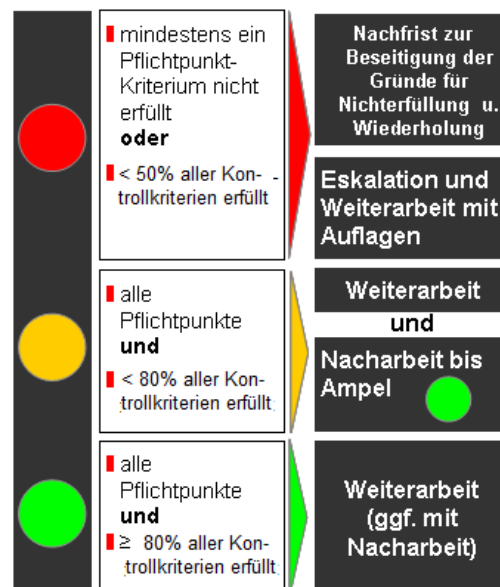 mindestens ein
Pflichtpunkt-
Kriterium nicht
erfüllt
oder
< 50% aller Kon-
trollkriterien erfüllt
Nachfrist zur
Beseitigung der
Gründe für
Nichterfüllung u.
Wiederholung
Eskalation und
Weiterarbeit mit
Auflagen
alle
Pflichtpunkte
und
< 80% aller Kon-
trollkriterien erfüllt
Weiterarbeit
und
Nacharbeit bis
Ampel
alle
Pflichtpunkte
und
≥ 80% aller Kon-
trollkriterien erfüllt
Weiterarbeit
(ggf. mit
Nacharbeit)